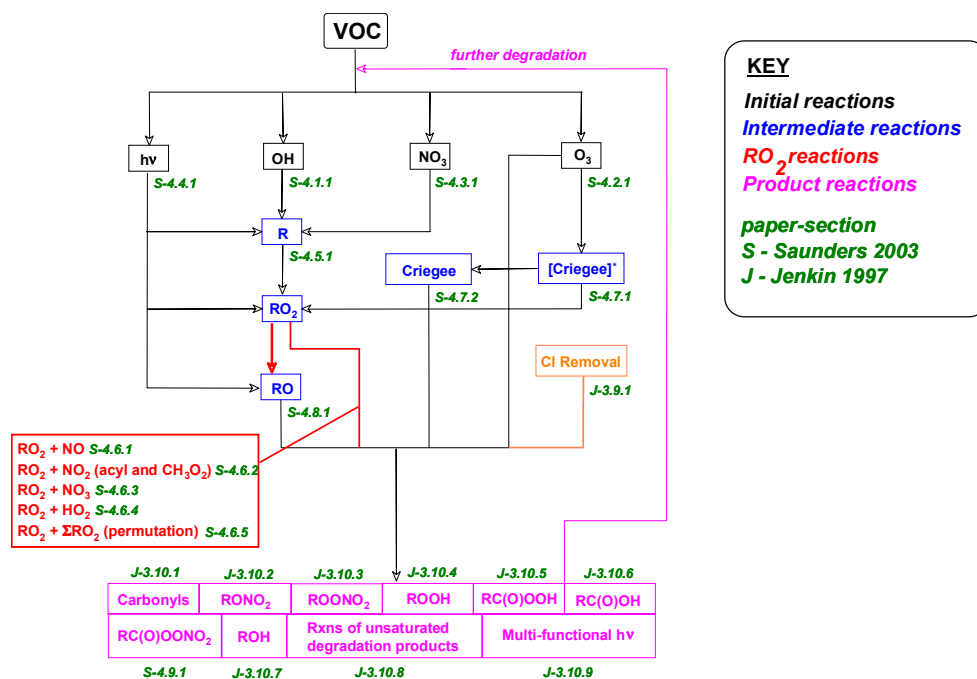 VOC
further degradation
hν
OH
NO₃
O₃
S-4.4.1
S-4.1.1
S-4.3.1
S-4.2.1
R
S-4.5.1
Criegee
[Criegee]*
S-4.7.2
S-4.7.1
RO₂
RO
S-4.8.1
Cl Removal
J-3.9.1
RO₂ + NO S-4.6.1
RO₂ + NO₂ (acyl and CH₃O₂) S-4.6.2
RO₂ + NO₃ S-4.6.3
RO₂ + HO₂ S-4.6.4
RO₂ + ΣRO₂ (permutation) S-4.6.5
J-3.10.1 J-3.10.2 J-3.10.3 J-3.10.4 J-3.10.5 J-3.10.6
Carbonyls RONO₂ ROONO₂ ROOH RC(O)OOH RC(O)OH
RC(O)OONO₂ ROH
Rxns of unsaturated
degradation products
Multi-functional hν
S-4.9.1 J-3.10.7 J-3.10.8 J-3.10.9
KEY
Initial reactions
Intermediate reactions
RO₂ reactions
Product reactions
paper-section
S - Saunders 2003
J - Jenkin 1997